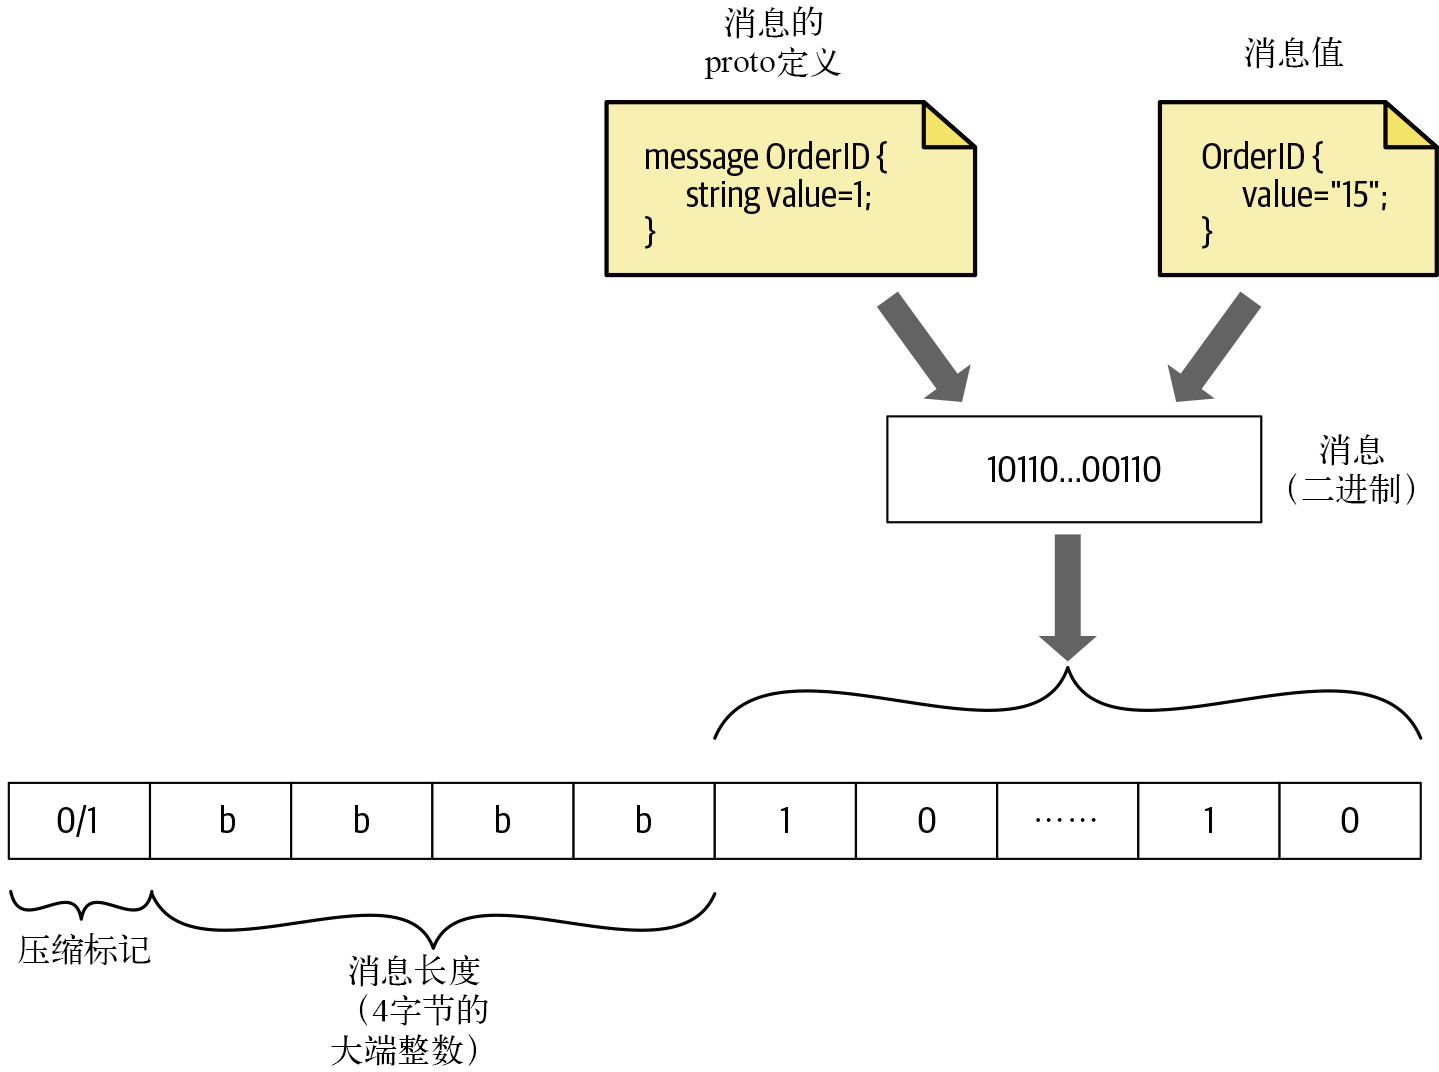 消息的
proto定义
消息值
message OrderID {
string value=1;
}
OrderID {
value="15";
}
10110...00110
消息
（二进制）
0/1 b b b b 1 0 …… 1 0
压缩标记
消息长度
（4字节的
大端整数）